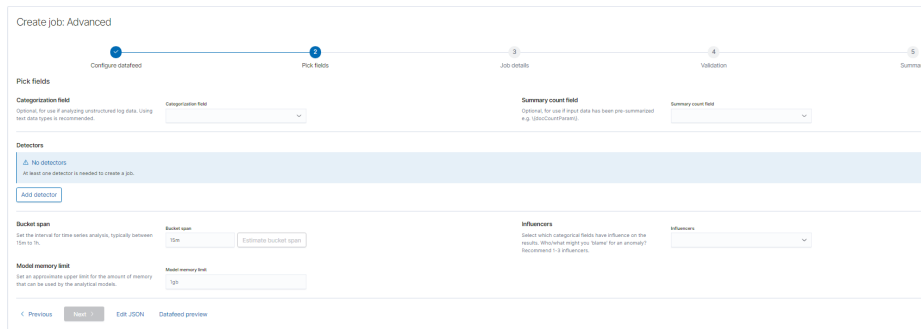 Create job: Advanced
2
3
4
5
Configure datafeed
Pick fields
Job details
Validation
Summa
Pick fields
Categorization field
Optional, for use if analyzing unstructured log data. Using
text data types is recommended.
Categorization field
Summary count field
Optional, for use if input data has been pre-summarized
e.g. \{docCountParam\}.
Summary count field
Detectors
No detectors
At least one detector is needed to create a job.
Add detector
Bucket span
Set the interval for time series analysis, typically between
15m to 1h.
Bucket span
15m
Estimate bucket span
Influencers
Select which categorical fields have influence on the
results. Who/what might you 'blame' for an anomaly?
Recommend 1-3 influencers.
Influencers
Model memory limit
Set an approximate upper limit for the amount of memory
that can be used by the analytical models.
Model memory limit
1gb
Previous
Next
Edit JSON
Datafeed preview